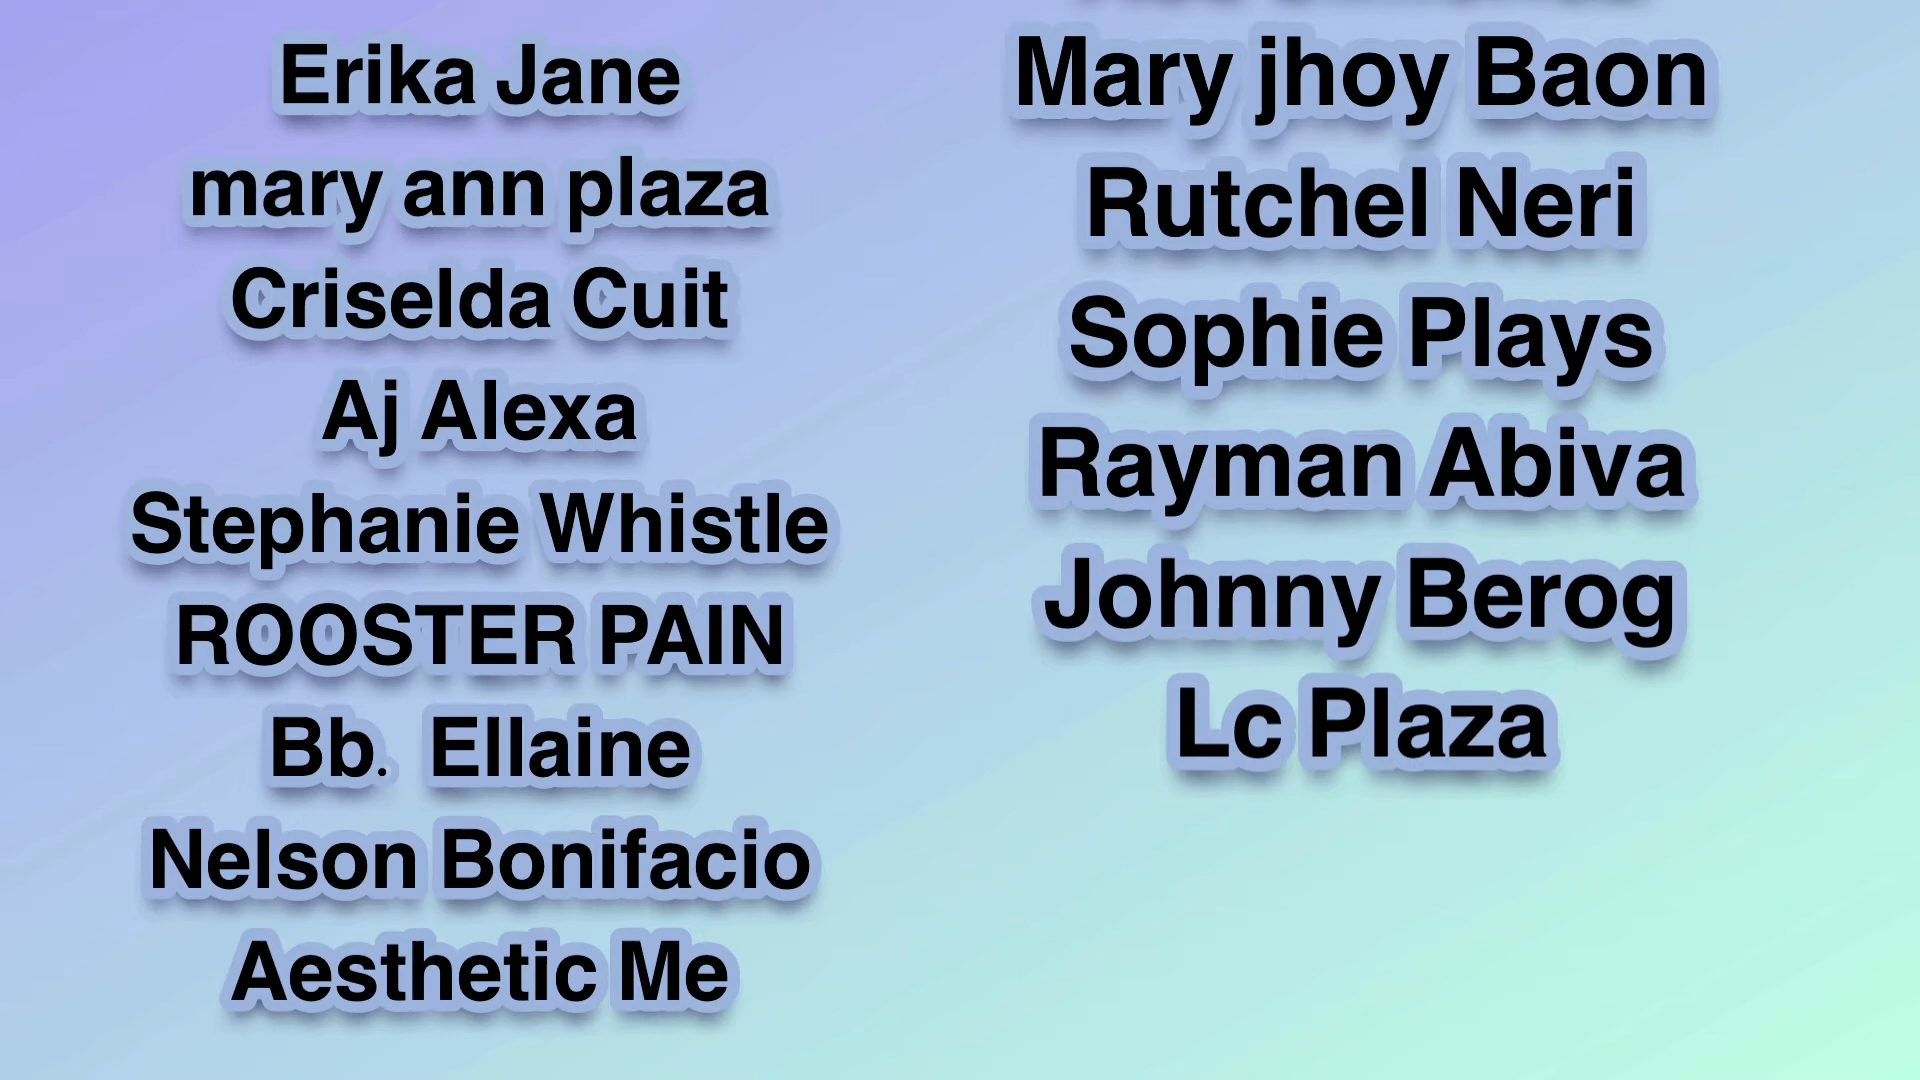 Erika Jane
mary ann plaza
Criselda Cuit
Aj Alexa
Stephanie Whistle
ROOSTER PAIN
Bb.  Ellaine
Nelson Bonifacio
Aesthetic Me
Mary jhoy Baon
Rutchel Neri
Sophie Plays
Rayman Abiva
Johnny Berog
Lc Plaza